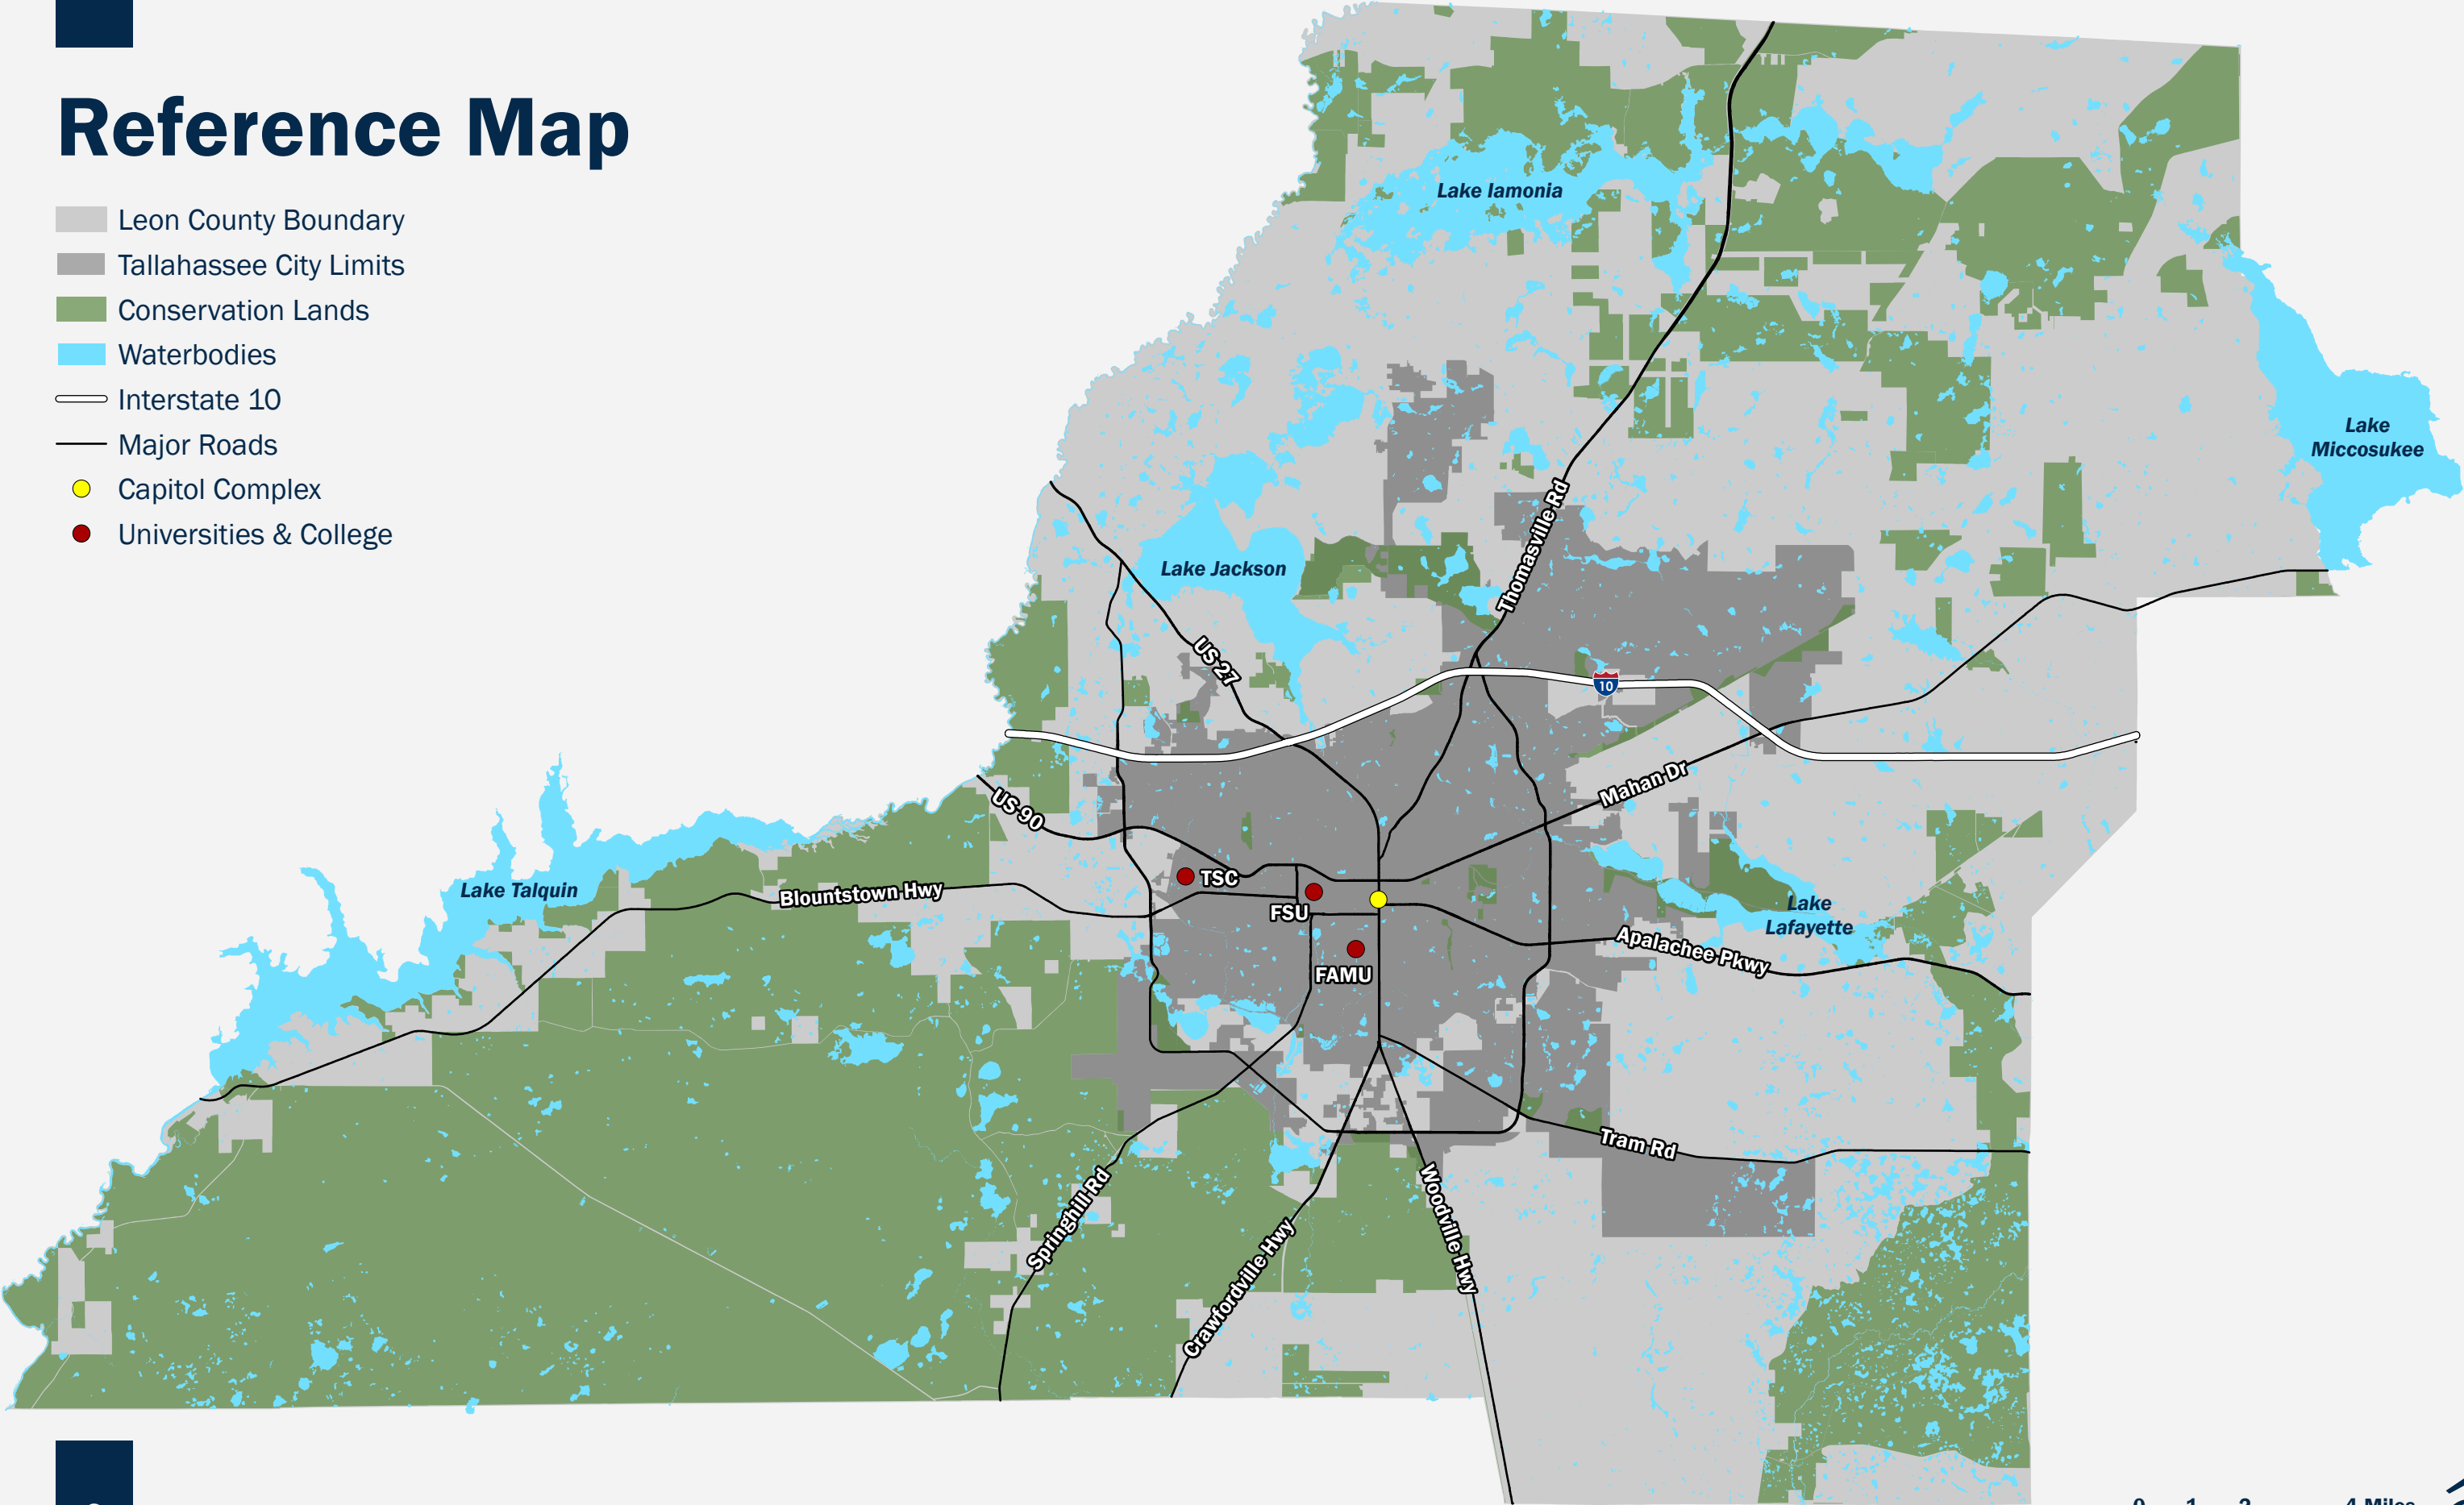 Reference Map
Leon County Boundary
Tallahassee City Limits
Conservation Lands
Waterbodies
Interstate 10
Major Roads
Capitol Complex
Universities & College
Lake Iamonia
Lake
Miccosukee
Thomasville Rd
Lake Jackson
US 27
10
Mahan Dr
US 90
Lake Talquin
Blountstown Hwy
TSC
FSU
FAMU
Lake
Lafayette
Apalachee Pkwy
Tram Rd
Springhill Rd
Crawfordville Hwy
Woodville Hwy
0 1 2 4 Miles